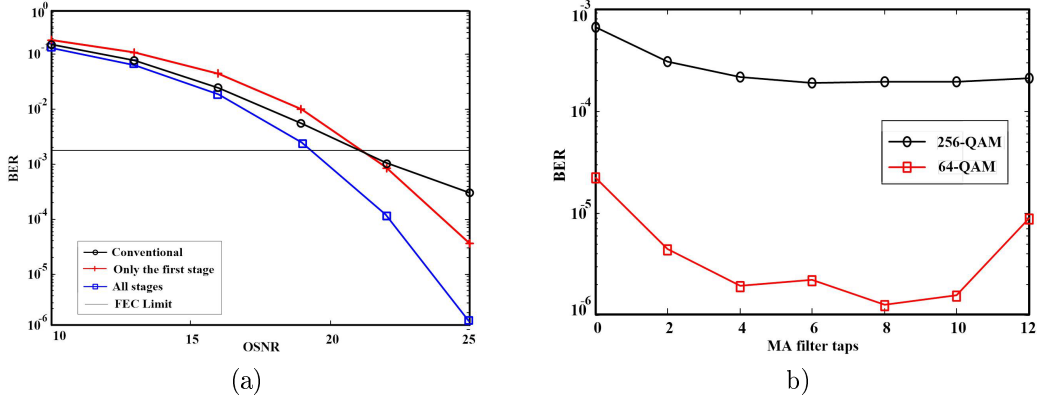 10^0
10^-1
10^-2
10^-3
10^-4
10^-5
10^-6
BER
10
15
20
25
OSNR
Conventional
Only the first stage
All stages
FEC Limit
(a)
10^-3
10^-4
10^-5
10^-6
BER
0
2
4
6
8
10
12
MA filter taps
256-QAM
64-QAM
b)